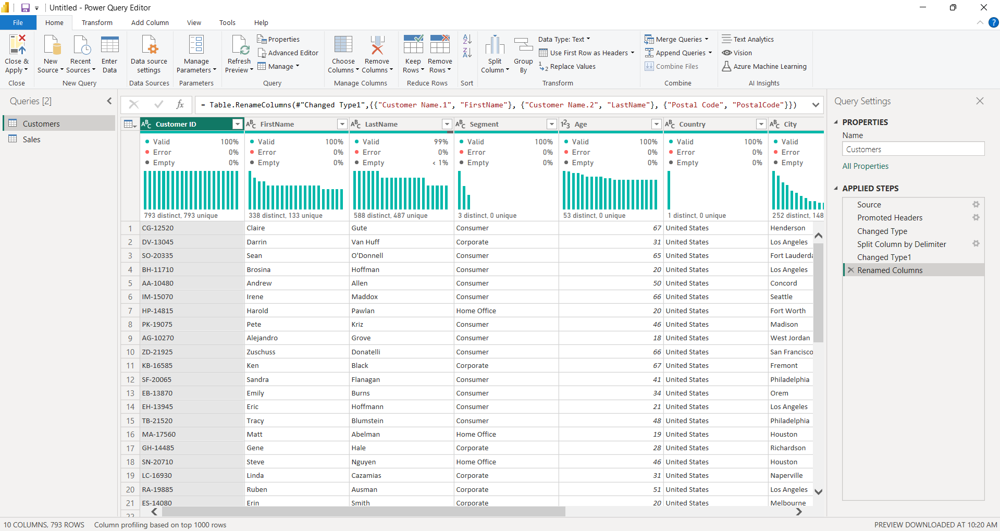 Untitled - Power Query Editor
File Home Transform Add Column View Tools Help
Close & Apply
Close
New Source
Recent Sources
Enter Data
New Query
Data source settings
Data Sources
Manage Parameters
Parameters
Refresh Preview
Properties
Advanced Editor
Manage
Query
Choose Columns
Remove Columns
Manage Columns
Keep Rows
Remove Rows
Reduce Rows
Sort
Split Column
Group By
Data Type: Text
Use First Row as Headers
Replace Values
Transform
Merge Queries
Append Queries
Combine Files
Combine
Text Analytics
Vision
Azure Machine Learning
AI Insights
Queries [2]
Customers
Sales
fx = Table.RenameColumns(#"Changed Type1",{{"Customer Name.1", "FirstName"}, {"Customer Name.2", "LastName"}, {"Postal Code", "PostalCode"}})
Customer ID FirstName LastName Segment Age Country City
Valid 100% Valid 100% Valid 99% Valid 100% Valid 100% Valid 100% Valid
Error 0% Error 0% Error 0% Error 0% Error 0% Error 0% Error
Empty 0% Empty 0% Empty < 1% Empty 0% Empty 0% Empty 0% Empty
793 distinct, 793 unique 338 distinct, 133 unique 588 distinct, 487 unique 3 distinct, 0 unique 53 distinct, 0 unique 1 distinct, 0 unique 252 distinct, 148
1 CG-12520 Claire Gute Consumer 67 United States Henderson
2 DV-13045 Darrin Van Huff Corporate 31 United States Los Angeles
3 SO-20335 Sean O'Donnell Consumer 65 United States Fort Lauderda
4 BH-11710 Brosina Hoffman Consumer 20 United States Los Angeles
5 AA-10480 Andrew Allen Consumer 50 United States Concord
6 IM-15070 Irene Maddox Consumer 66 United States Seattle
7 HP-14815 Harold Pawlan Home Office 20 United States Fort Worth
8 PK-19075 Pete Kriz Consumer 46 United States Madison
9 AG-10270 Alejandro Grove Consumer 18 United States West Jordan
10 ZD-21925 Zuschuss Donatelli Consumer 66 United States San Francisco
11 KB-16585 Ken Black Corporate 67 United States Fremont
12 SF-20065 Sandra Flanagan Consumer 41 United States Philadelphia
13 EB-13870 Emily Burns Consumer 34 United States Orem
14 EH-13945 Eric Hoffmann Consumer 21 United States Los Angeles
15 TB-21520 Tracy Blumstein Consumer 48 United States Philadelphia
16 MA-17560 Matt Abelman Home Office 19 United States Houston
17 GH-14485 Gene Hale Corporate 28 United States Richardson
18 SN-20710 Steve Nguyen Home Office 46 United States Houston
19 LC-16930 Linda Cazamias Corporate 31 United States Naperville
20 RA-19885 Ruben Ausman Corporate 51 United States Los Angeles
21 ES-14080 Erin Smith Corporate 20 United States Melbourne
22
Query Settings
PROPERTIES
Name
Customers
All Properties
APPLIED STEPS
Source
Promoted Headers
Changed Type
Split Column by Delimiter
Changed Type1
Renamed Columns
10 COLUMNS, 793 ROWS Column profiling based on top 1000 rows PREVIEW DOWNLOADED AT 10:20 AM